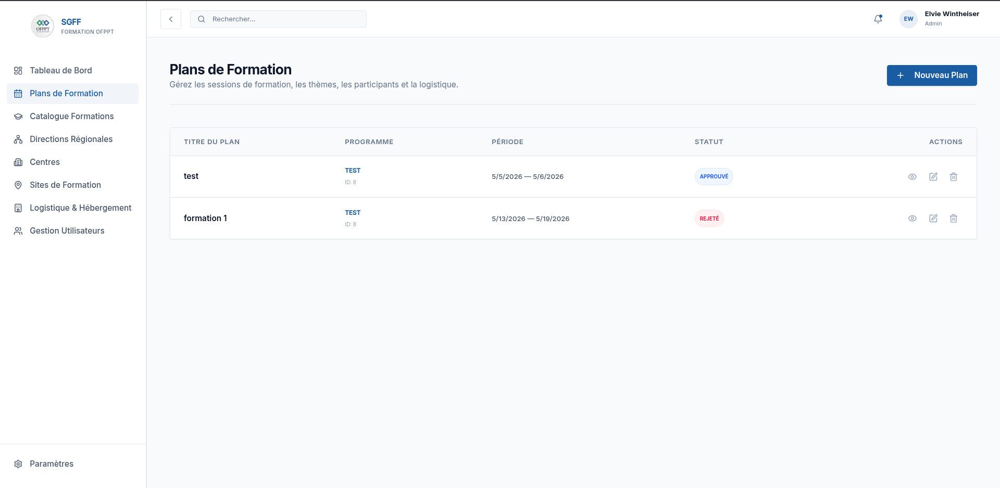 SGFF
FORMATION OFPPT
OFPPT
Rechercher...
EW
Elvie Wintheiser
Admin
Tableau de Bord
Plans de Formation
Catalogue Formations
Directions Régionales
Centres
Sites de Formation
Logistique & Hébergement
Gestion Utilisateurs
Paramètres
Plans de Formation
Gérez les sessions de formation, les thèmes, les participants et la logistique.
Nouveau Plan
TITRE DU PLAN PROGRAMME PÉRIODE STATUT ACTIONS
test TEST 5/5/2026 — 5/6/2026 APPROUVÉ
ID: 8
formation 1 TEST 5/13/2026 — 5/19/2026 REJETÉ
ID: 8